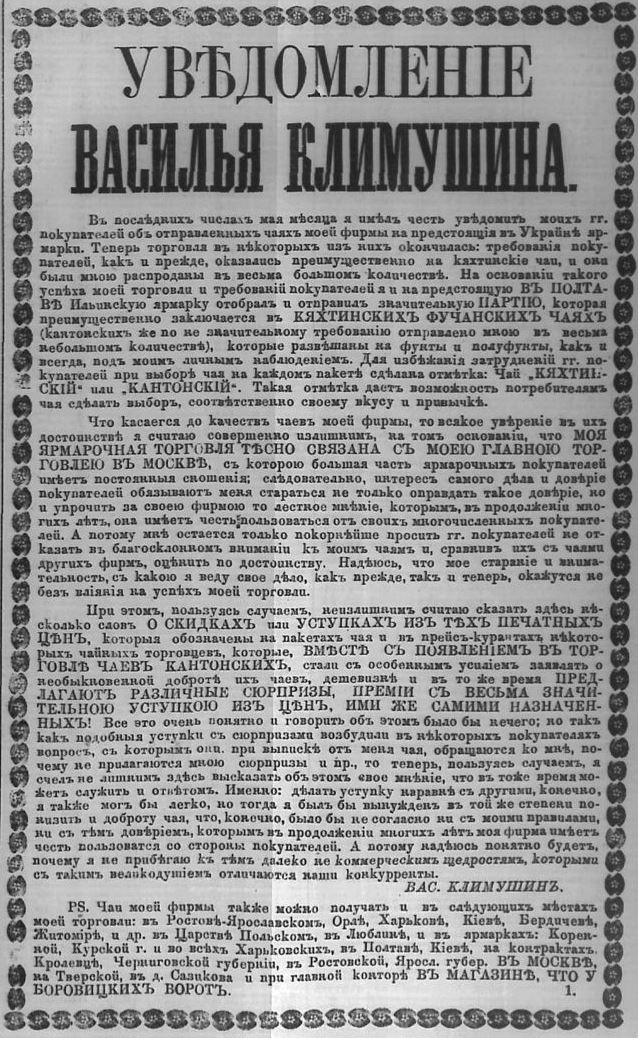 УВѢДОМЛЕНІЕ
ВАСИЛЬЯ КЛИМУШИНА.
Въ послѣднихъ числахъ мая мѣсяца я имѣлъ честь увѣдомить моихъ гг.
покупателей объ отправленныхъ чаяхъ моей фирмы на предстоящія въ Украйнѣ яр-
марки. Теперь торговля въ нѣкоторыхъ изъ нихъ окончилась: требованія поку-
пателей, какъ и прежде, оказались преимущественно на кяхтинскіе чаи, и они
были мною распроданы въ весьма большомъ количествѣ. На основаніи такого
успѣха моей торговли и требованій покупателей я и на предстоящую ВЪ ПОЛТА-
ВѢ Ильинскую ярмарку отобралъ и отправилъ значительную ПАРТІЮ, которая
преимущественно заключается въ КЯХТИНСКИХЪ ФУЧАНСКИХЪ ЧАЯХЪ
(кантонскихъ же по не значительному требованію отправлено мною въ весьма
небольшомъ количествѣ), которые развѣшаны на фунты и полуфунты, какъ и
всегда, подъ моимъ личнымъ наблюденіемъ. Для избѣжанія затрудненій гг. по-
купателей при выборѣ чая на каждомъ пакетѣ сдѣлана отмѣтка: Чай „КЯХТИН-
СКІЙ“ или „КАНТОНСКІЙ“. Такая отмѣтка даетъ возможность потребителямъ
чая сдѣлать выборъ, соотвѣтственно своему вкусу и привычкѣ.
Что касается до качествъ чаевъ моей фирмы, то всякое увѣреніе въ ихъ
достоинствѣ я считаю совершенно излишнимъ, на томъ основаніи, что МОЯ
ЯРМАРОЧНАЯ ТОРГОВЛЯ ТѢСНО СВЯЗАНА СЪ МОЕЮ ГЛАВНОЮ ТОР-
ГОВЛЕЮ ВЪ МОСКВѢ, съ которою большая часть ярмарочныхъ покупателей
имѣетъ постоянныя сношенія; слѣдовательно, интересъ самого дѣла и довѣріе
покупателей обязываютъ меня стараться не только оправдать такое довѣріе, но
и упрочить за своею фирмою то лестное мнѣніе, которымъ, въ продолженіи мно-
гихъ лѣтъ, она имѣетъ честь пользоваться отъ своихъ многочисленныхъ покупате-
лей. А потому мнѣ остается только покорнѣйше просить гг. покупателей не от-
казать въ благосклонномъ вниманіи къ моимъ чаямъ и, сравнивъ ихъ съ чаями
другихъ фирмъ, оцѣнить по достоинству. Надѣюсь, что мое стараніе и внима-
тельность, съ какою я веду свое дѣло, какъ прежде, такъ и теперь, окажутся не
безъ вліянія на успѣхъ моей торговли.
При этомъ, пользуясь случаемъ, неизлишнимъ считаю сказать здѣсь нѣ-
сколько словъ О СКИДКАХЪ или УСТУПКАХЪ ИЗЪ ТѢХЪ ПЕЧАТНЫХЪ
ЦѢНЪ, которыя обозначены на пакетахъ чая и въ прейсъ-курантахъ нѣкото-
рыхъ чайныхъ торговцевъ, которые, ВМѢСТѢ СЪ ПОЯВЛЕНІЕМЪ ВЪ ТОР-
ГОВЛѢ ЧАЕВЪ КАНТОНСКИХЪ, стали съ особеннымъ усиліемъ заявлять о
необыкновенной добротѣ ихъ чаевъ, дешевизнѣ и въ то же время ПРЕД-
ЛАГАЮТЪ РАЗЛИЧНЫЕ СЮРПРИЗЫ, ПРЕМІИ СЪ ВЕСЬМА ЗНАЧИ-
ТЕЛЬНОЮ УСТУПКОЮ ИЗЪ ЦѢНЪ, ИМИ ЖЕ САМИМИ НАЗНАЧЕН-
НЫХЪ! Все это очень понятно и говорить объ этомъ было бы нечего; но такъ
какъ подобныя уступки съ сюрпризами возбудили въ нѣкоторыхъ покупателяхъ
вопросъ, съ которымъ они, при выпискѣ отъ меня чая, обращаются ко мнѣ, по-
чему не прилагаются мною сюрпризы и пр., то теперь, пользуясь случаемъ, я
счелъ не лишнимъ здѣсь высказать объ этомъ свое мнѣніе, что въ тоже время мо-
жетъ служить и отвѣтомъ. Именно: дѣлать уступку наравнѣ съ другими, конечно,
я также могъ бы легко, но тогда я былъ бы вынужденъ въ той же степени по-
низить и доброту чая, что, конечно, было бы не согласно ни съ моими правилами,
ни съ тѣмъ довѣріемъ, которымъ въ продолженіи многихъ лѣтъ моя фирма имѣетъ
честь пользоватся со стороны покупателей. А потому надѣюсь понятно будетъ,
почему я не прибѣгаю къ тѣмъ далеко не коммерческимъ щедростямъ, которыми
съ такимъ великодушіемъ отличаются наши конкурренты.
ВАС. КЛИМУШИНЪ.
PS. Чаи моей фирмы также можно получать и въ слѣдующихъ мѣстахъ
моей торговли: въ Ростовѣ-Ярославскомъ, Орлѣ, Харьковѣ, Кіевѣ, Бердичевѣ,
Житомірѣ, и др. въ Царствѣ Польскомъ, въ Люблинѣ, и въ ярмаркахъ: Корен-
ной, Курской г. и во всѣхъ Харьковскихъ, въ Полтавѣ, Кіевѣ, на контрактахъ,
Кролевцѣ, Черниговской губерніи, въ Ростовской, Яросл. губер. ВЪ МОСКВѢ,
на Тверской, въ д. Сазикова и при главной конторѣ ВЪ МАГАЗИНѢ, ЧТО У
БОРОВИЦКИХЪ ВОРОТЪ. 1.